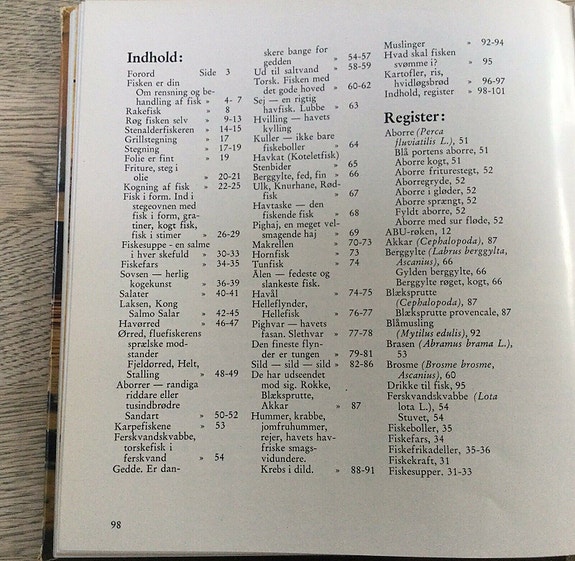 Indhold:
Forord Side 3
Fisken er din
Om rensning og be-
handling af fisk » 4- 7
Rakefisk » 8
Røg fisken selv » 9-13
Stenalderfiskeren » 14-15
Grillstegning » 17
Stegning » 17-19
Folie er fint » 19
Friture, steg i
olie » 20-21
Kogning af fisk » 22-25
Fisk i form. Ind i
stegeovnen med
fisk i form, gra-
tiner, kogt fisk,
fisk i stimer » 26-29
Fiskesuppe - en salme
i hver skefuld » 30-33
Fiskefars » 34-35
Sovsen — herlig
kogekunst » 36-39
Salater » 40-41
Laksen, Kong
Salmo Salar » 42-45
Havørred » 46-47
Ørred, fluefiskerens
sprælske mod-
stander
Fjeldørred, Helt,
Stalling » 48-49
Aborrer — randiga
riddare eller
tusindbrødre
Sandart » 50-52
Karpefiskene » 53
Ferskvandskvabbe,
torskefisk i
ferskvand » 54
Gedde. Er dan-
skere bange for
gedden » 54-57
Ud til saltvand » 58-59
Torsk. Fisken med
det gode hoved » 60-62
Sej — en rigtig
havfisk. Lubbe » 63
Hvilling — havets
kylling
Kuller — ikke bare
fiskeboller » 64
Havkat (Koteletfisk)
Stenbider » 65
Berggylte, fed, fin » 66
Ulk, Knurhane, Rød-
fisk » 67
Havtaske — den
fiskende fisk » 68
Pighaj, en meget vel-
smagende haj » 69
Makrellen » 70-73
Hornfisk » 73
Tunfisk » 74
Ålen — fedeste og
slankeste fisk.
Havål » 74-75
Helleflynder,
Hellefisk » 76-77
Pighvar — havets
fasan. Slethvar » 77-78
Den fineste flyn-
der er tungen » 79-81
Sild — sild — sild » 82-86
De har udseendet
mod sig. Rokke,
Blæksprutte,
Akkar » 87
Hummer, krabbe,
jomfruhummer,
rejer, havets hav-
friske smags-
vidundere.
Krebs i dild. » 88-91
Muslinger » 92-94
Hvad skal fisken
svømme i? » 95
Kartofler, ris,
hvidløgsbrød » 96-97
Indhold, register » 98-101
Register:
Aborre (Perca
fluviatilis L.), 51
Blå portens aborre, 51
Aborre kogt, 51
Aborre friturestegt, 52
Aborregryde, 52
Aborre i gløder, 52
Aborre sprængt, 52
Fyldt aborre, 52
Aborre med sur fløde, 52
ABU-røken, 12
Akkar (Cephalopoda), 87
Berggylte (Labrus berggylta,
Ascanius), 66
Gylden berggylte, 66
Berggylte røget, kogt, 66
Blæksprutte
(Cephalopoda), 87
Blæksprutte provencale, 87
Blåmusling
(Mytilus edulis), 92
Brasen (Abramus brama L.),
53
Brosme (Brosme brosme,
Ascanius), 60
Drikke til fisk, 95
Ferskvandskvabbe (Lota
lota L.), 54
Stuvet, 54
Fiskeboller, 35
Fiskefars, 34
Fiskefrikadeller, 35-36
Fiskekraft, 31
Fiskesupper. 31-33
98